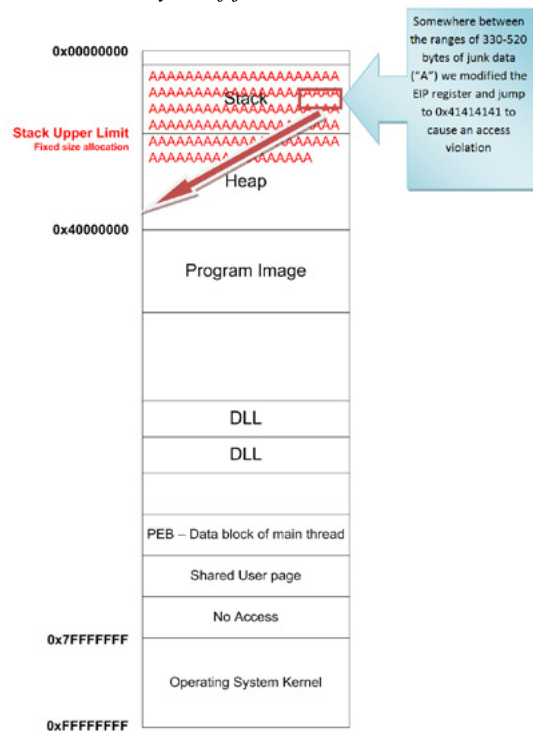 0x00000000
Somewhere between
the ranges of 330-520
bytes of junk data
("A") we modified the
EIP register and jump
to 0x41414141 to
cause an access
violation
AAAAAAAAAAAAAAAAAAAAA
AAAAAAAAAAAAAAAAAAAAA
Stack
AAAAAAAAAAAAAAAAAAAAA
AAAAAAAAAAAAAAAAAAAAA
Stack Upper Limit
Fixed size allocation
AAAAAAAAAAAAAAAAAAAAA
AAAAAAAAAAAAAAAAAA
Heap
0x40000000
Program Image
DLL
DLL
PEB – Data block of main thread
Shared User page
No Access
0x7FFFFFFF
Operating System Kernel
0xFFFFFFFF